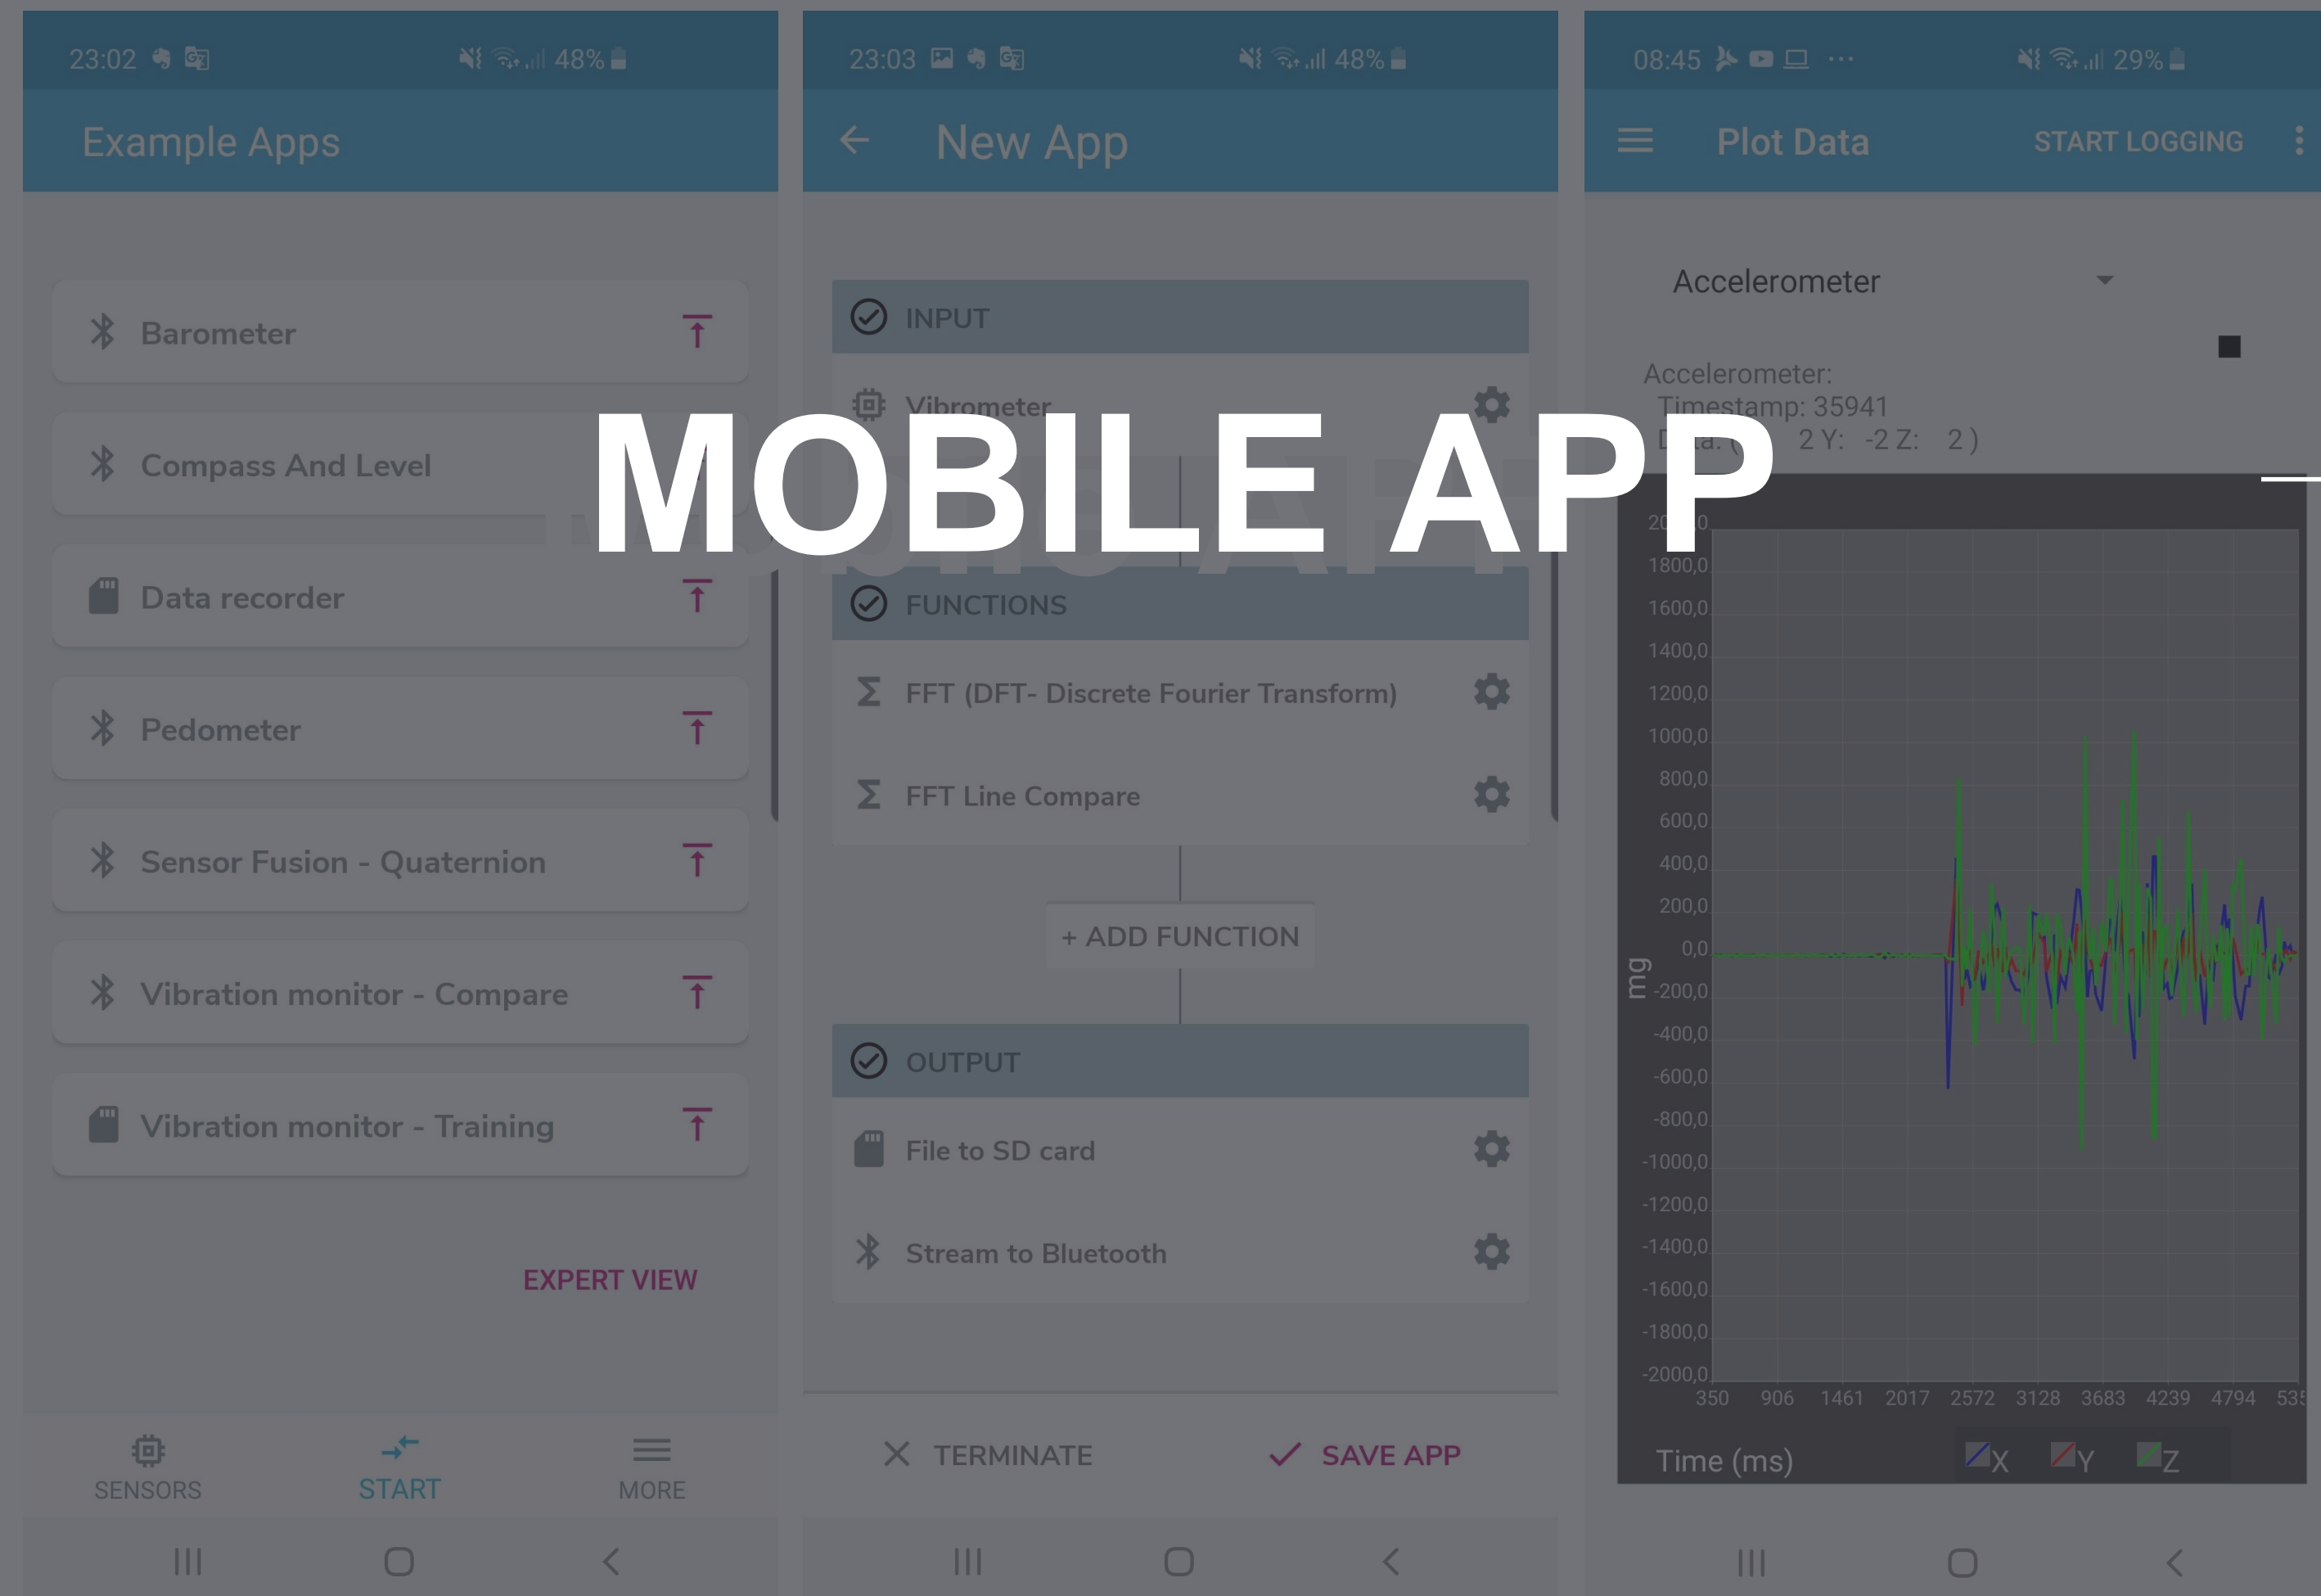 23:02
48%
Example Apps
Barometer
Compass And Level
Data recorder
Pedometer
Sensor Fusion - Quaternion
Vibration monitor - Compare
Vibration monitor - Training
EXPERT VIEW
SENSORS
START
MORE
23:03
48%
New App
INPUT
Vibrometer
MOBILE APP
FUNCTIONS
FFT (DFT- Discrete Fourier Transform)
FFT Line Compare
+ ADD FUNCTION
OUTPUT
File to SD card
Stream to Bluetooth
TERMINATE
SAVE APP
08:45
29%
Plot Data
START LOGGING
Accelerometer
Accelerometer:
Timestamp: 35941
2 Y: -2 Z: 2 )
1800,0
1600,0
1400,0
1200,0
1000,0
800,0
600,0
400,0
200,0
0,0
-200,0
-400,0
-600,0
-800,0
-1000,0
-1200,0
-1400,0
-1600,0
-1800,0
-2000,0
mg
350 906 1461 2017 2572 3128 3683 4239 4794
Time (ms)
X Y Z